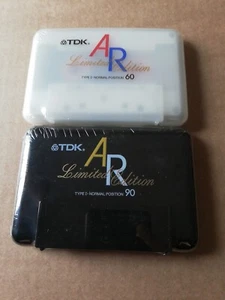 TDK
AR
Limited Edition
TYPE I · NORMAL POSITION 60
TDK
AR
Limited Edition
TYPE I · NORMAL POSITION 90